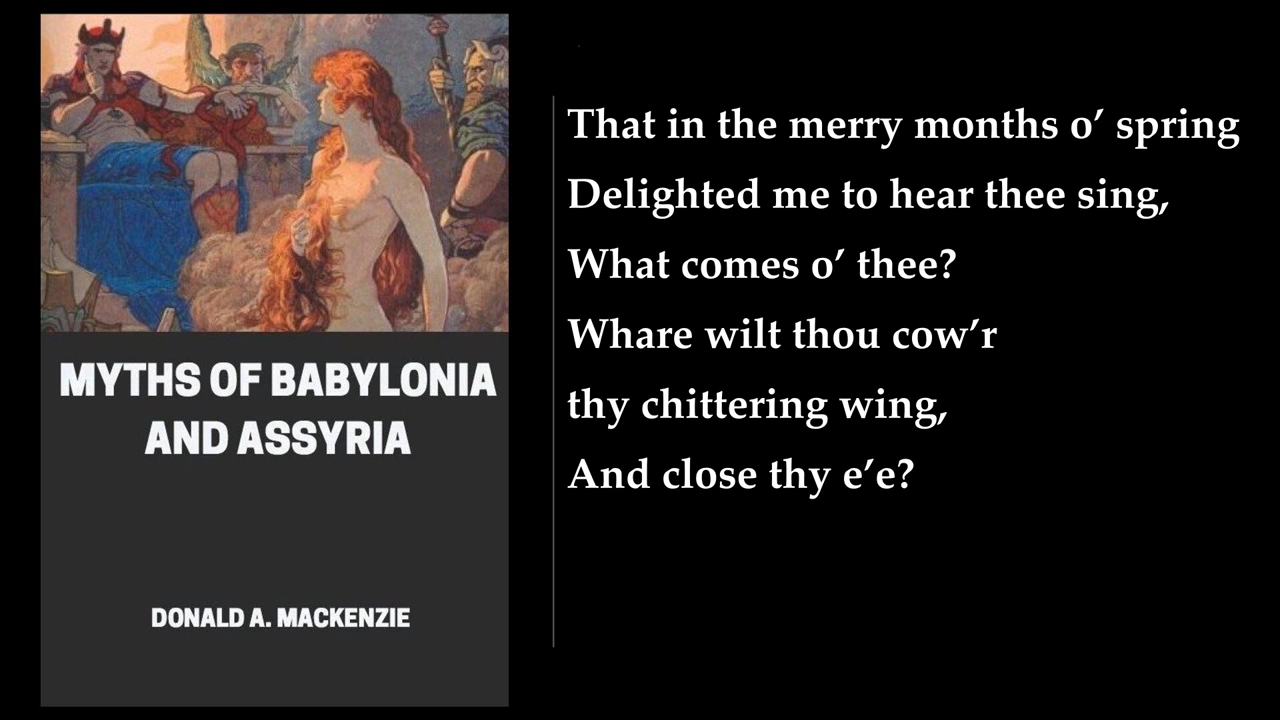 MYTHS OF BABYLONIA
AND ASSYRIA
DONALD A. MACKENZIE
That in the merry months o’ spring
Delighted me to hear thee sing,
What comes o’ thee?
Whare wilt thou cow’r
thy chittering wing,
And close thy e’e?